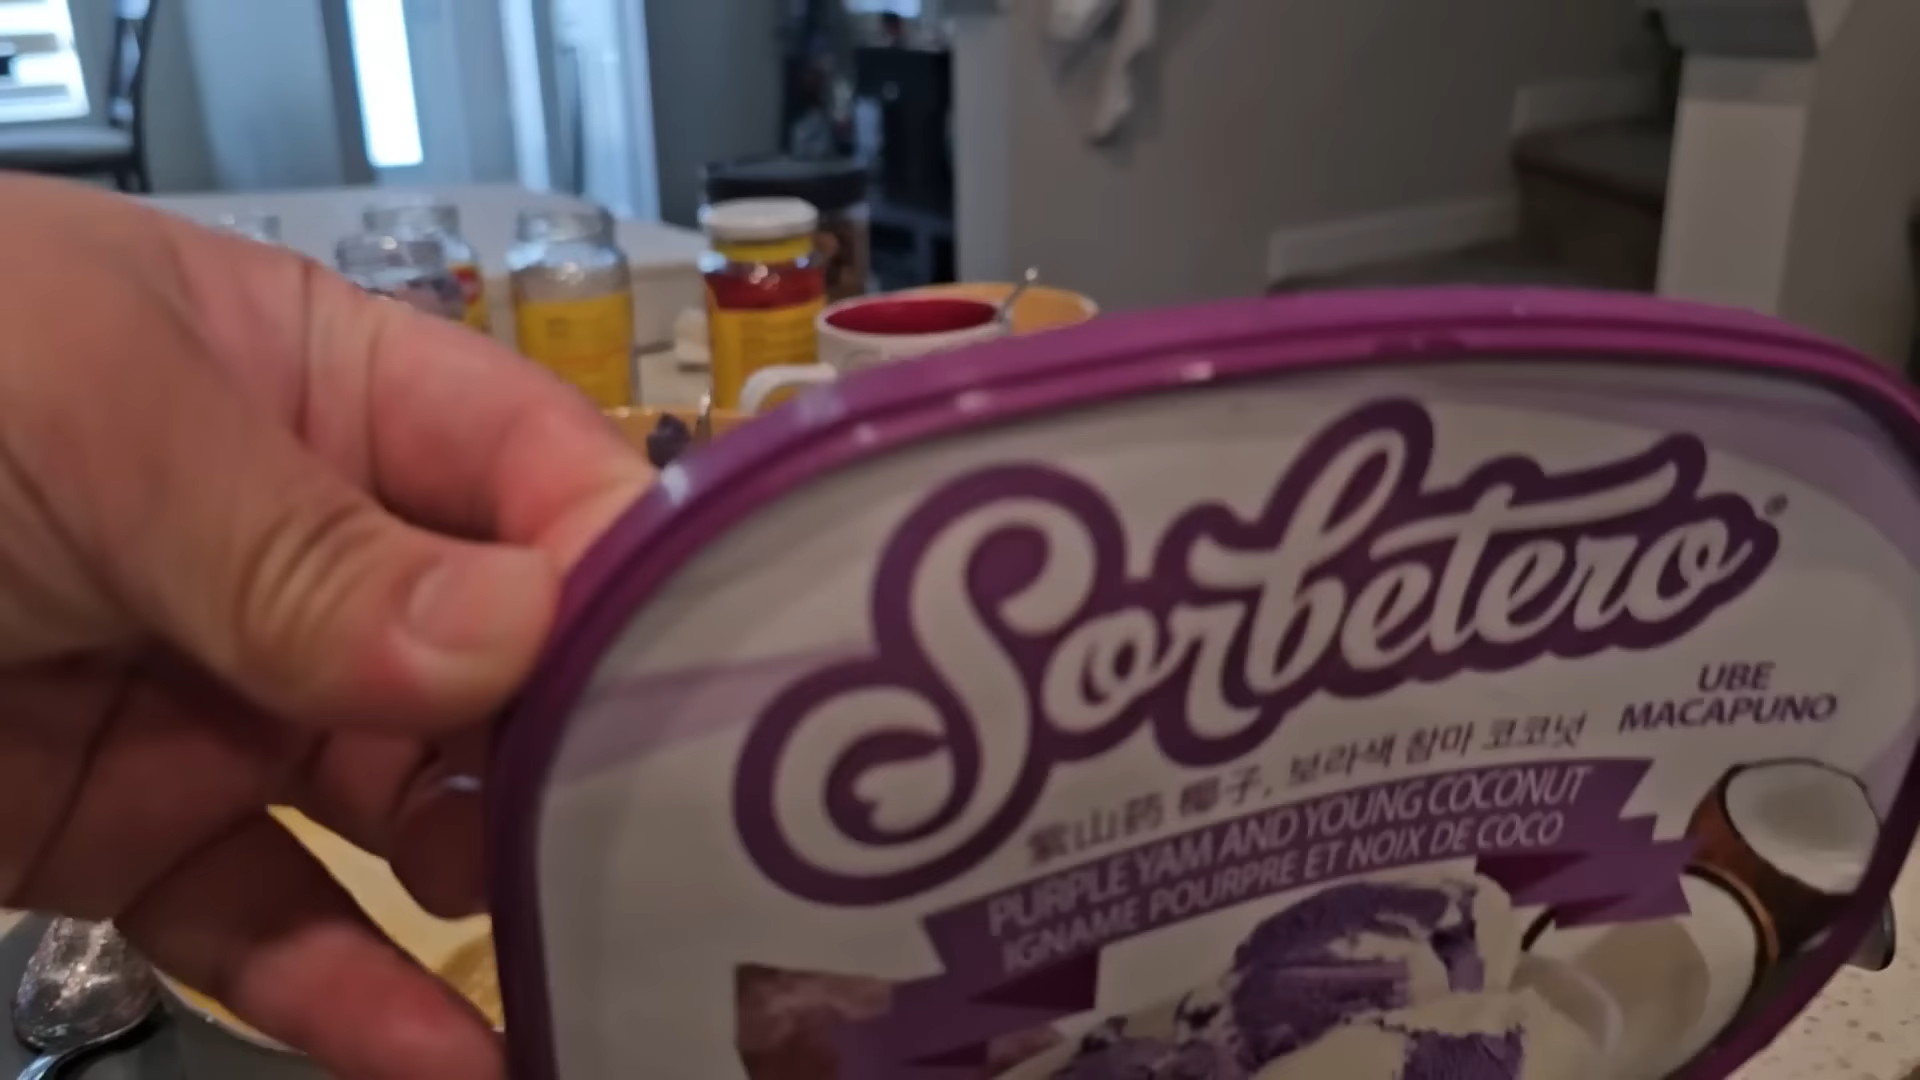 Sorbetero®
UBE
MACAPUNO
紫山药 椰子, 보라색 참마 코코넛
PURPLE YAM AND YOUNG COCONUT
IGNAME POURPRE ET NOIX DE COCO